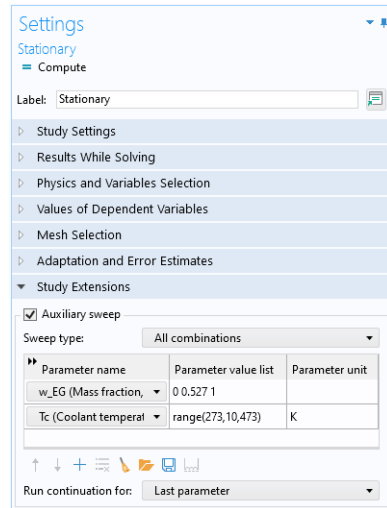 Settings
Stationary
= Compute
Label: Stationary
Study Settings
Results While Solving
Physics and Variables Selection
Values of Dependent Variables
Mesh Selection
Adaptation and Error Estimates
Study Extensions
Auxiliary sweep
Sweep type: All combinations
Parameter name Parameter value list Parameter unit
w_EG (Mass fraction, 0 0.527 1
Tc (Coolant temperat range(273,10,473) K
Run continuation for: Last parameter